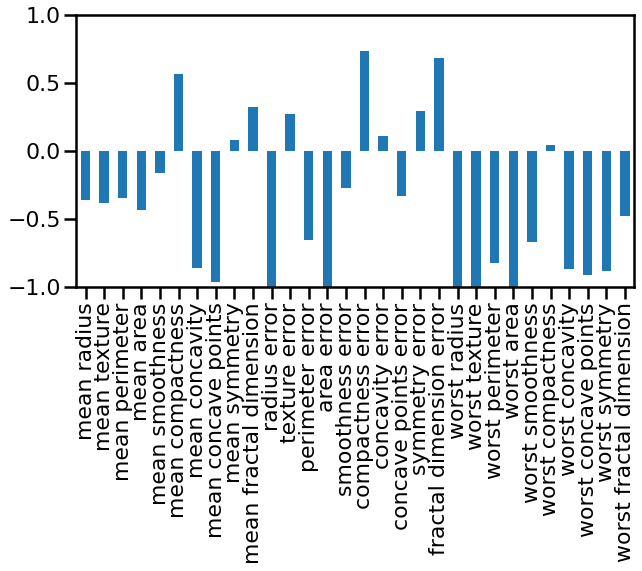 1.0
0.5
0.0
−0.5
−1.0
mean radius
mean texture
mean perimeter
mean area
mean smoothness
mean compactness
mean concavity
mean concave points
mean symmetry
mean fractal dimension
radius error
texture error
perimeter error
area error
smoothness error
compactness error
concavity error
concave points error
symmetry error
fractal dimension error
worst radius
worst texture
worst perimeter
worst area
worst smoothness
worst compactness
worst concavity
worst concave points
worst symmetry
worst fractal dimension